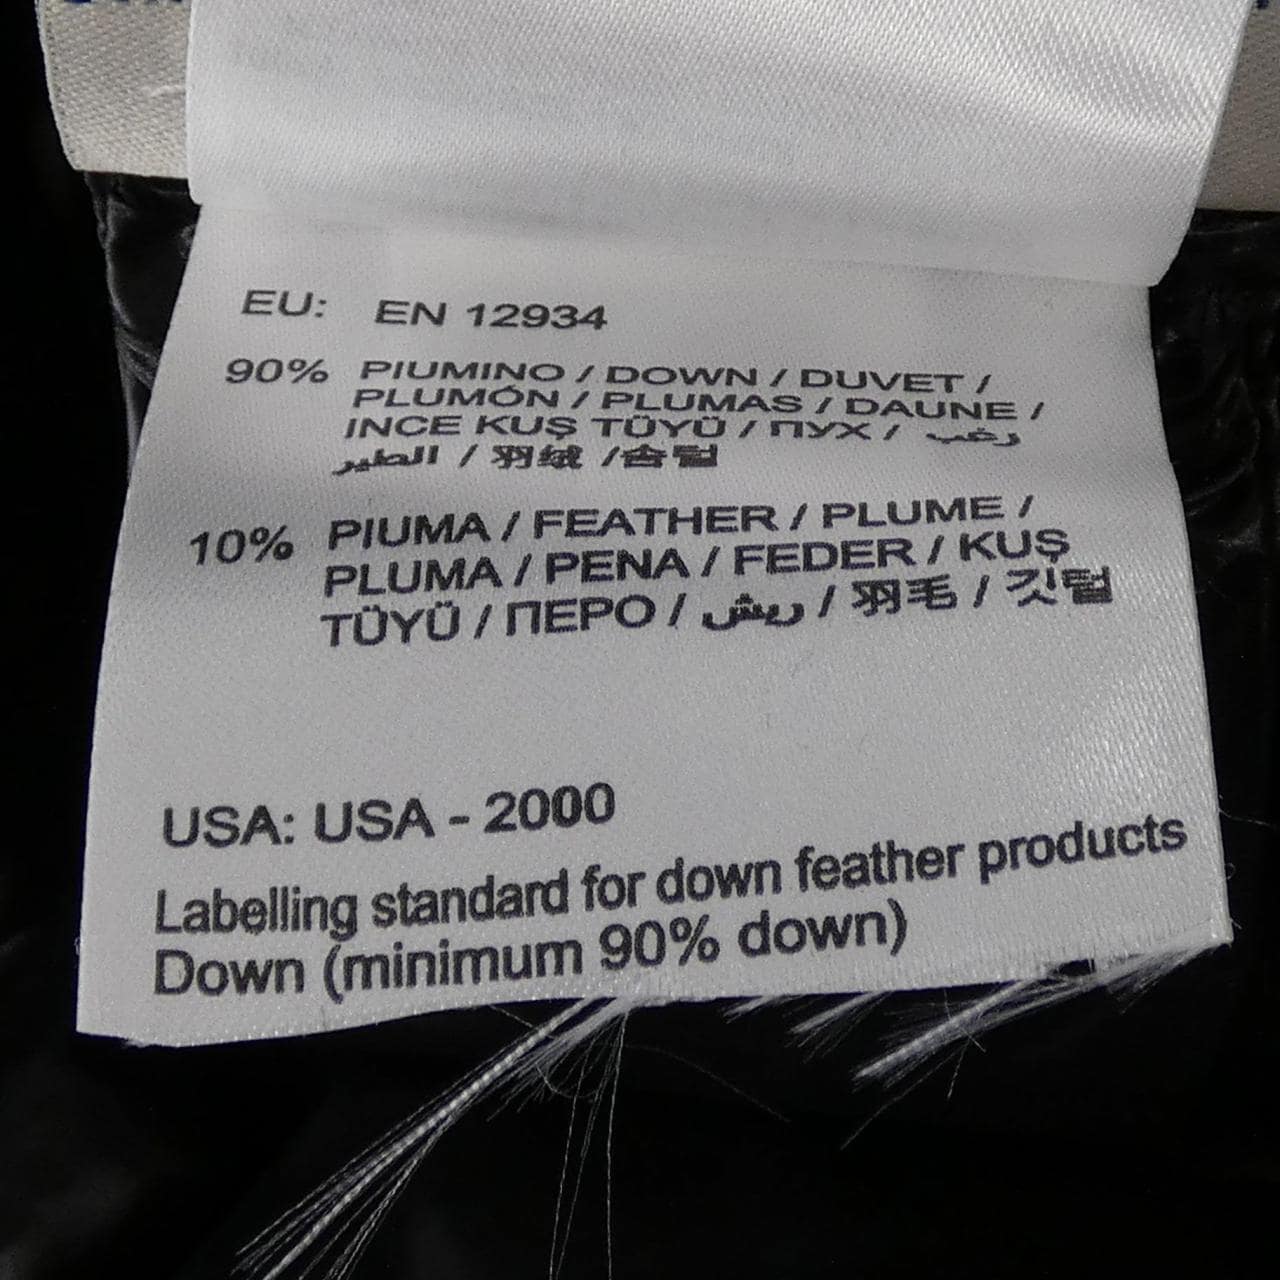 EU: EN 12934
90% PIUMINO / DOWN / DUVET /
PLUMÓN / PLUMAS / DAUNE /
INCE KUŞ TÜYÜ / ПУХ / زغب
الطير / 羽绒 / 솜털
10% PIUMA / FEATHER / PLUME /
PLUMA / PENA / FEDER / KUŞ
TÜYÜ / ПЕРО / ريش / 羽毛 / 깃털
USA: USA - 2000
Labelling standard for down feather products
Down (minimum 90% down)